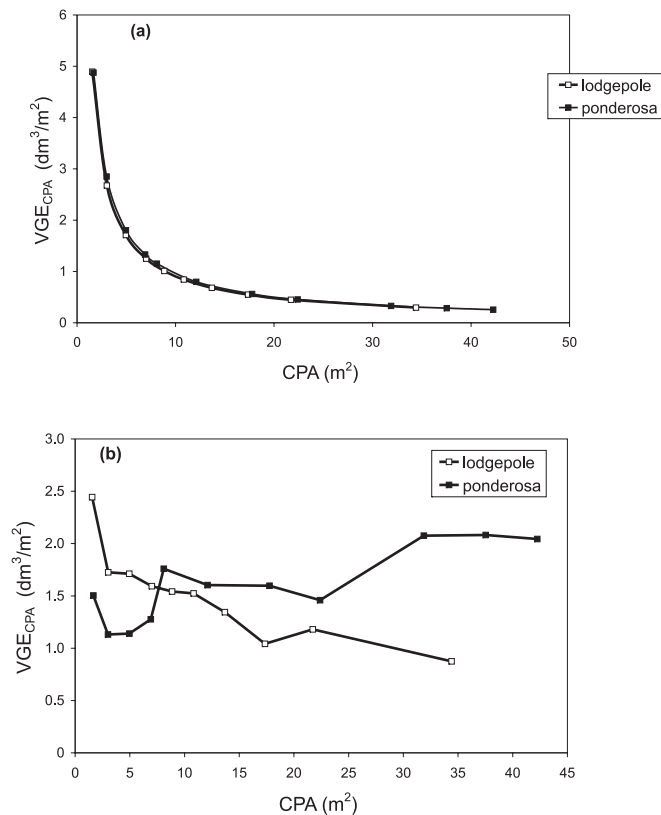 (a)
6
5
4
3
2
1
0
VGE_CPA (dm³/m²)
lodgepole
ponderosa
0 10 20 30 40 50
CPA (m²)
(b)
3.0
2.5
2.0
1.5
1.0
0.5
0
VGE_CPA (dm³/m²)
lodgepole
ponderosa
0 5 10 15 20 25 30 35 40 45
CPA (m²)